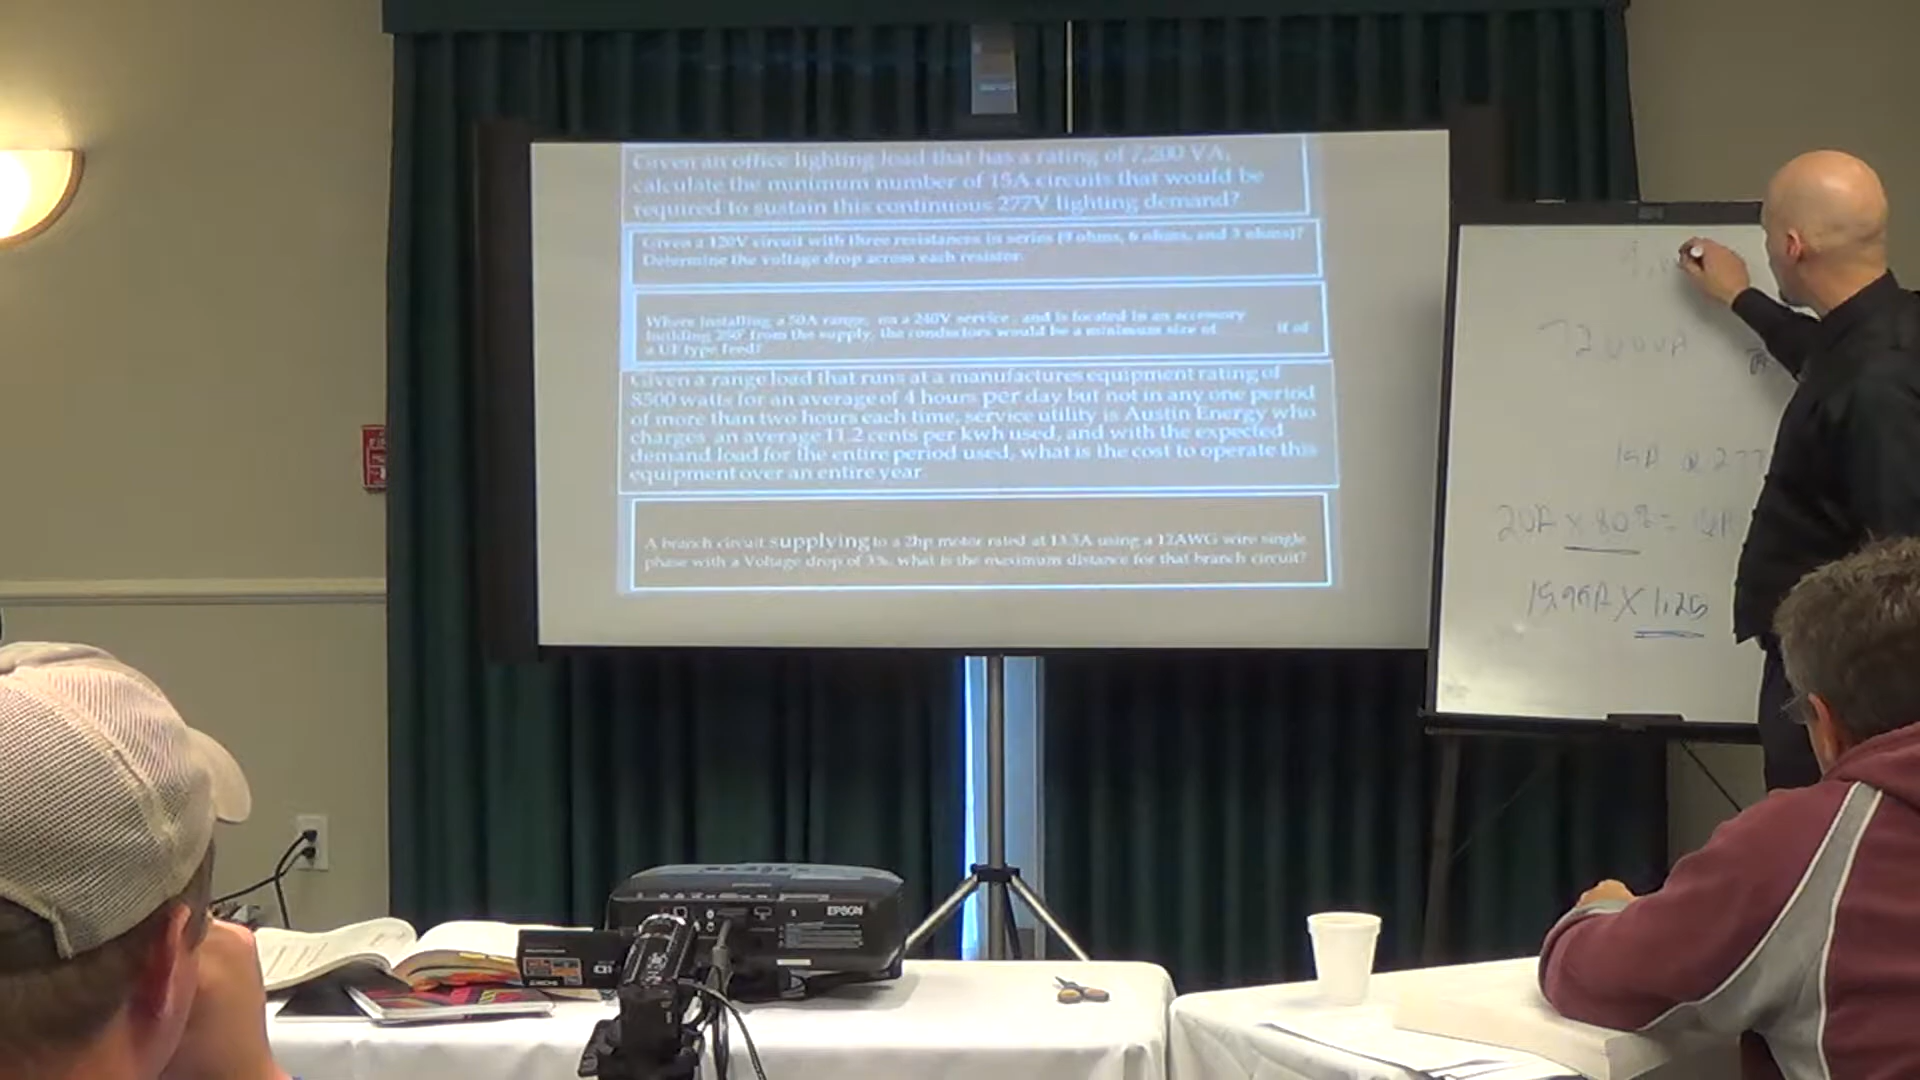 Given an office lighting load that has a rating of 7,200 VA,
calculate the minimum number of 15A circuits that would be
required to sustain this continuous 277V lighting demand?
Given a 120V circuit with three resistances in series (9 ohms, 6 ohms, and 3 ohms)?
Determine the voltage drop across each resistor.
Where installing a 50A range, on a 240V service, and is located in an accessory
building 250' from the supply, the conductors would be a minimum size of if of
a UF type feed?
Given a range load that runs at a manufactures equipment rating of
8500 watts for an average of 4 hours per day but not in any one period
of more than two hours each time, service utility is Austin Energy who
charges an average 11.2 cents per kwh used, and with the expected
demand load for the entire period used, what is the cost to operate this
equipment over an entire year.
A branch circuit supplying to a 2hp motor rated at 13.3A using a 12AWG wire single
phase with a Voltage drop of 3%, what is the maximum distance for that branch circuit?
7200VA
15A @ 277
20A x 80% =
15.99A X 1.25
EPSON